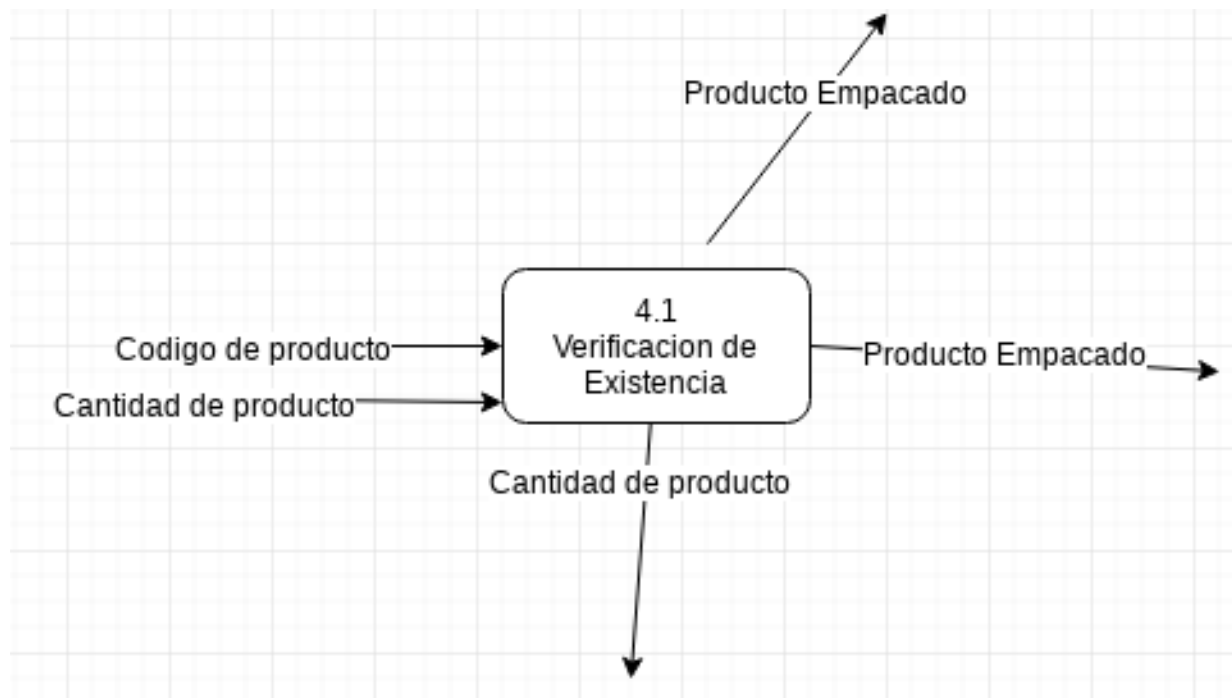 Producto Empacado
4.1
Verificacion de
Existencia
Codigo de producto
Producto Empacado
Cantidad de producto
Cantidad de producto